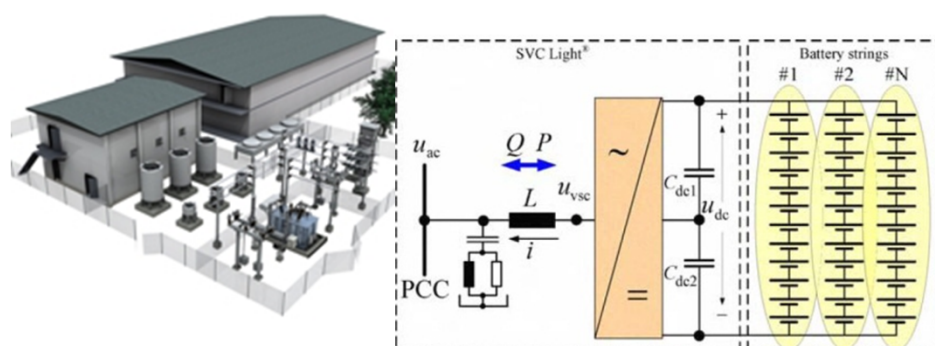 SVC Light®
Battery strings
#1 #2 #N
u_ac
Q P
L
u_vsc
i
PCC
~
=
C_dc1
C_dc2
+
u_dc
−